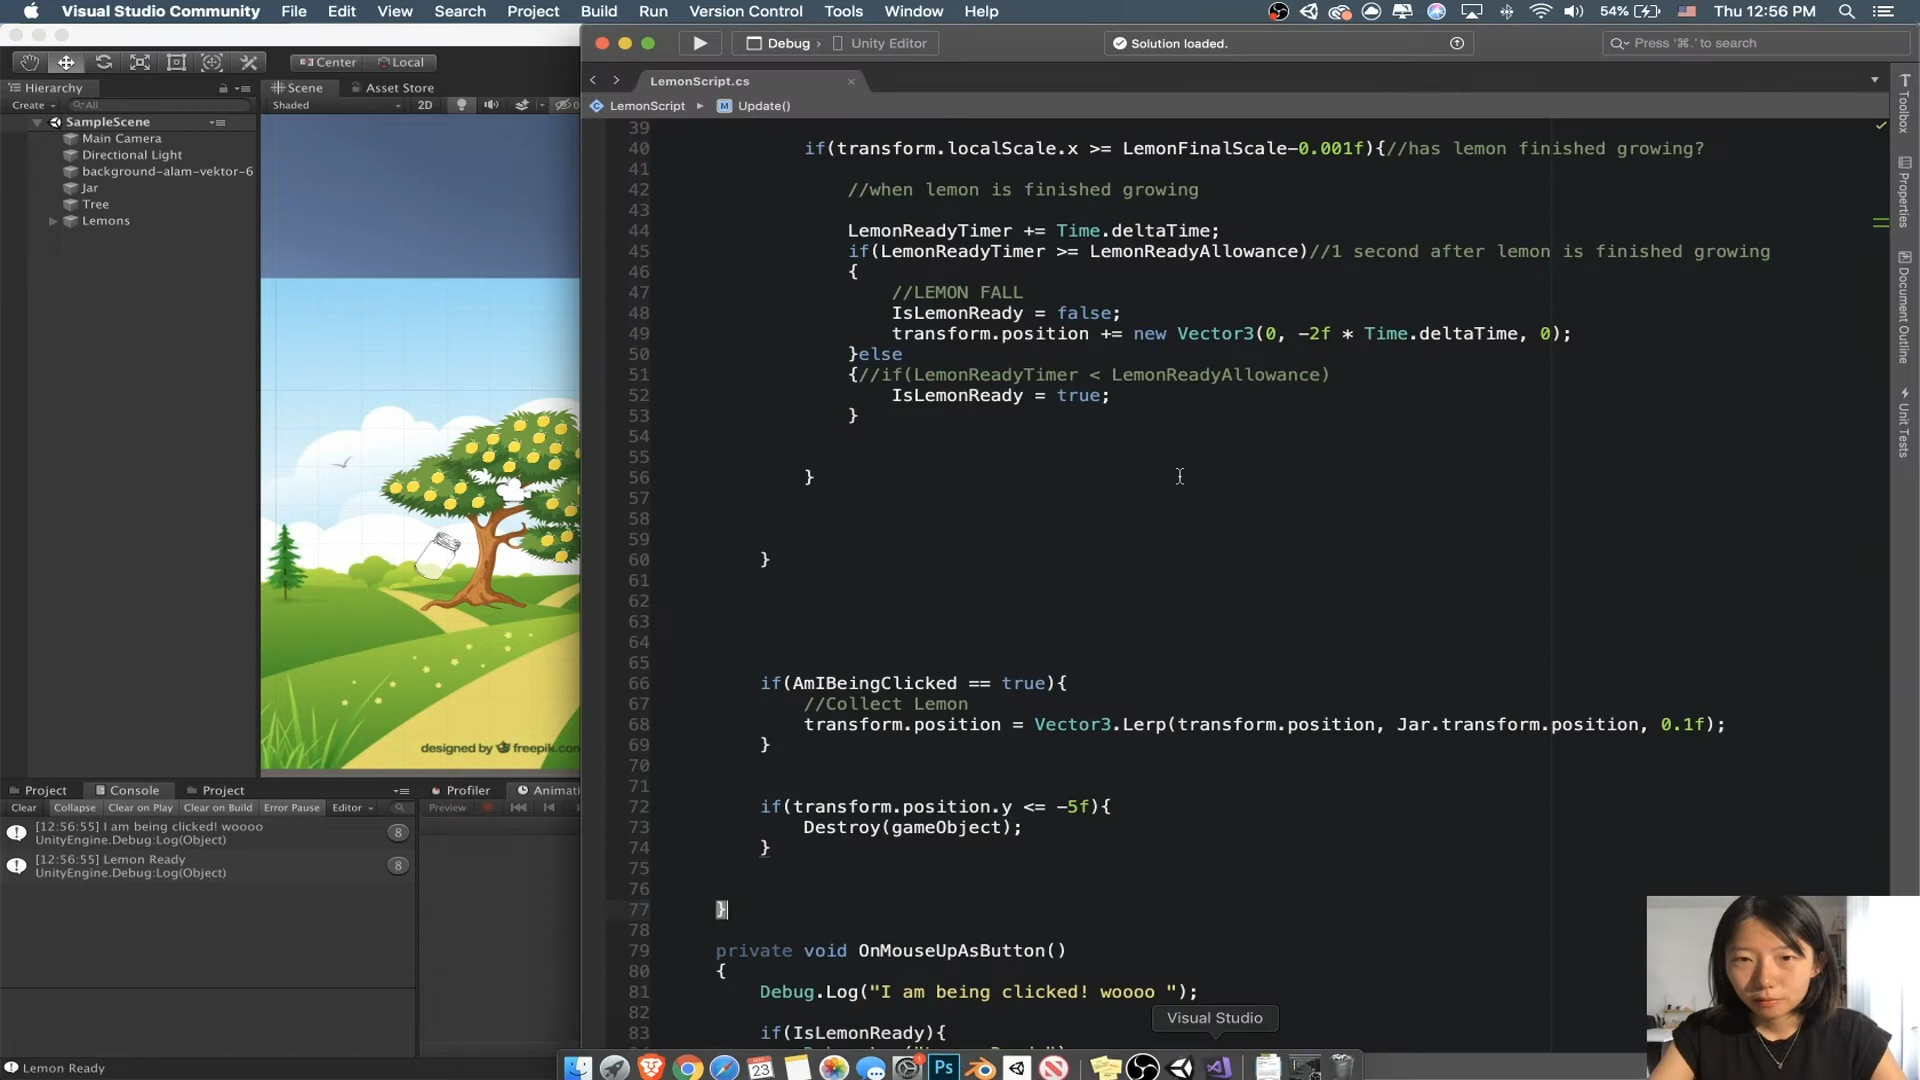 Visual Studio Community File Edit View Search Project Build Run Version Control Tools Window Help 54% Thu 12:56 PM
Debug › Unity Editor
Solution loaded.
Press '⌘.' to search
Center Local
Hierarchy
Create All
SampleScene
Main Camera
Directional Light
background-alam-vektor-6
Jar
Tree
Lemons
Scene Asset Store
Shaded 2D
designed by freepik.com
LemonScript.cs
LemonScript ▸ Update()
39
40 if(transform.localScale.x >= LemonFinalScale-0.001f){//has lemon finished growing?
41
42 //when lemon is finished growing
43
44 LemonReadyTimer += Time.deltaTime;
45 if(LemonReadyTimer >= LemonReadyAllowance)//1 second after lemon is finished growing
46 {
47 //LEMON FALL
48 IsLemonReady = false;
49 transform.position += new Vector3(0, -2f * Time.deltaTime, 0);
50 }else
51 {//if(LemonReadyTimer < LemonReadyAllowance)
52 IsLemonReady = true;
53 }
54
55
56 }
57
58
59
60 }
61
62
63
64
65
66 if(AmIBeingClicked == true){
67 //Collect Lemon
68 transform.position = Vector3.Lerp(transform.position, Jar.transform.position, 0.1f);
69 }
70
71
72 if(transform.position.y <= -5f){
73 Destroy(gameObject);
74 }
75
76
77 }
78
79 private void OnMouseUpAsButton()
80 {
81 Debug.Log("I am being clicked! woooo ");
82
83 if(IsLemonReady){
Toolbox
Properties
Document Outline
Unit Tests
Project Console Project
Clear Collapse Clear on Play Clear on Build Error Pause Editor
[12:56:55] I am being clicked! woooo
UnityEngine.Debug:Log(Object)
8
[12:56:55] Lemon Ready
UnityEngine.Debug:Log(Object)
8
Profiler Animati
Preview
Lemon Ready
Visual Studio
23
Ps
1